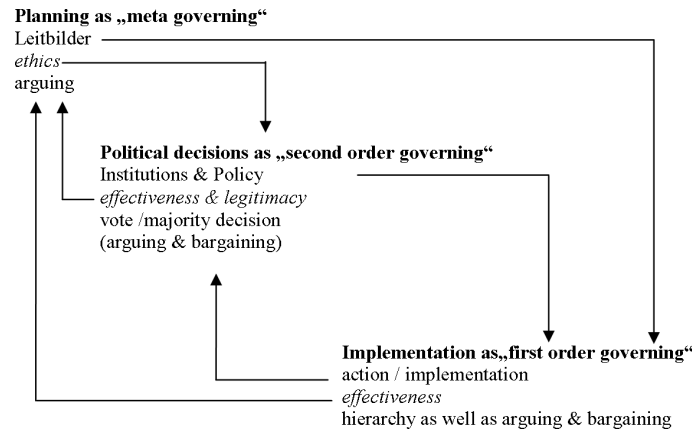 Planning as „meta governing“
Leitbilder
ethics
arguing
Political decisions as „second order governing“
Institutions & Policy
effectiveness & legitimacy
vote /majority decision
(arguing & bargaining)
Implementation as„first order governing“
action / implementation
effectiveness
hierarchy as well as arguing & bargaining